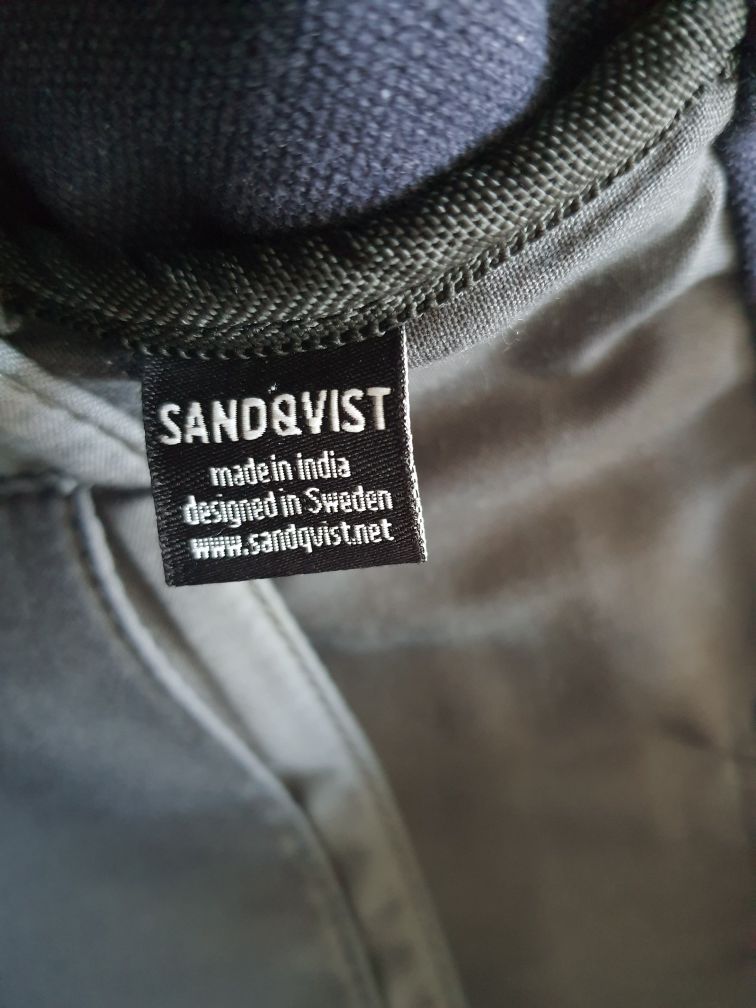 SANDQVIST
made in india
designed in Sweden
www.sandqvist.net